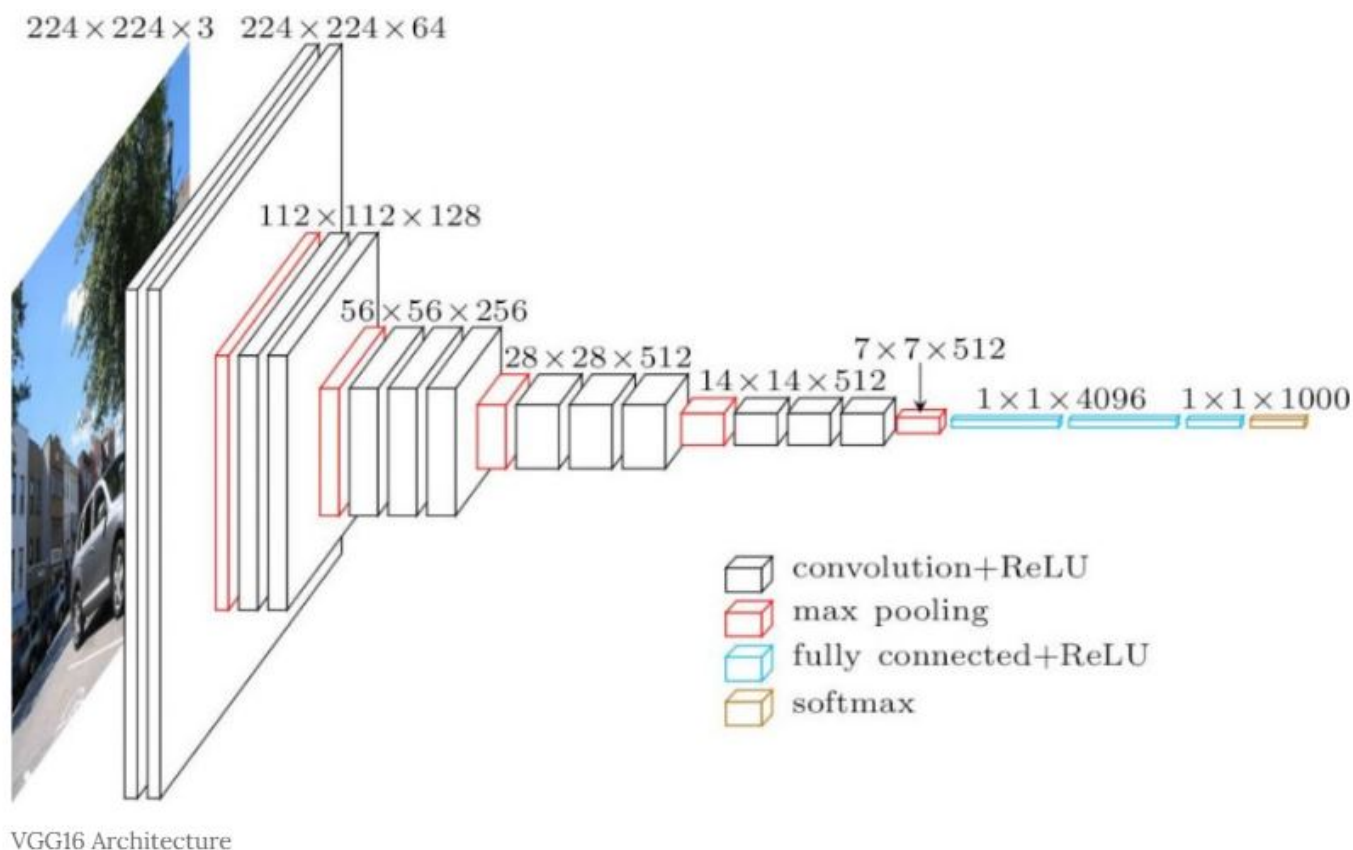 224 × 224 × 3 224 × 224 × 64
112 × 112 × 128
56 × 56 × 256
28 × 28 × 512
14 × 14 × 512
7 × 7 × 512
1 × 1 × 4096 1 × 1 × 1000
convolution+ReLU
max pooling
fully connected+ReLU
softmax
VGG16 Architecture